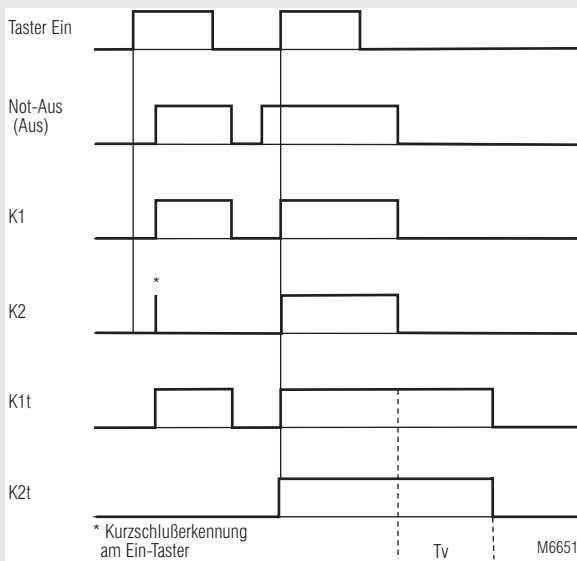 Taster Ein
Not-Aus
(Aus)
K1
*
K2
K1t
K2t
* Kurzschlußerkennung
am Ein-Taster
Tv
M6651